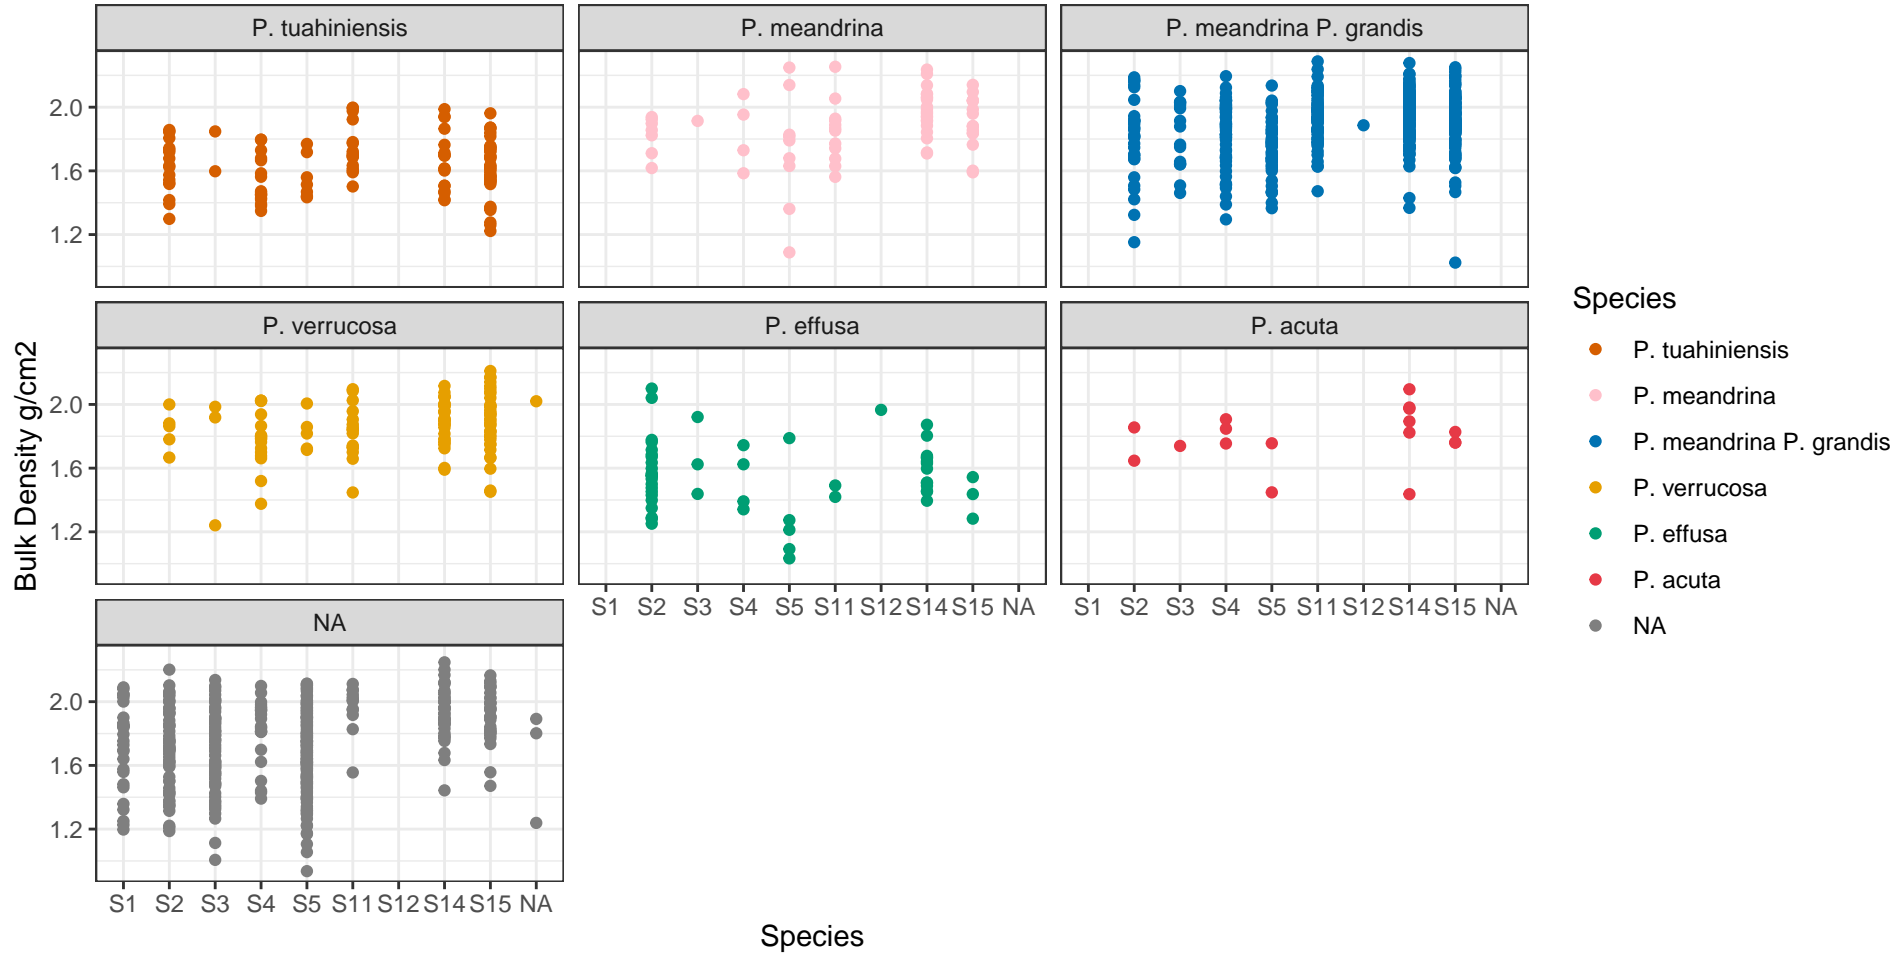 P. tuahiniensis
P. meandrina
P. meandrina P. grandis
2.0
1.6
1.2
P. verrucosa
P. effusa
P. acuta
2.0
1.6
1.2
S1 S2 S3 S4 S5 S11 S12 S14 S15 NA
S1 S2 S3 S4 S5 S11 S12 S14 S15 NA
NA
2.0
1.6
1.2
S1 S2 S3 S4 S5 S11 S12 S14 S15 NA
Species
Bulk Density g/cm2
Species
P. tuahiniensis
P. meandrina
P. meandrina P. grandis
P. verrucosa
P. effusa
P. acuta
NA